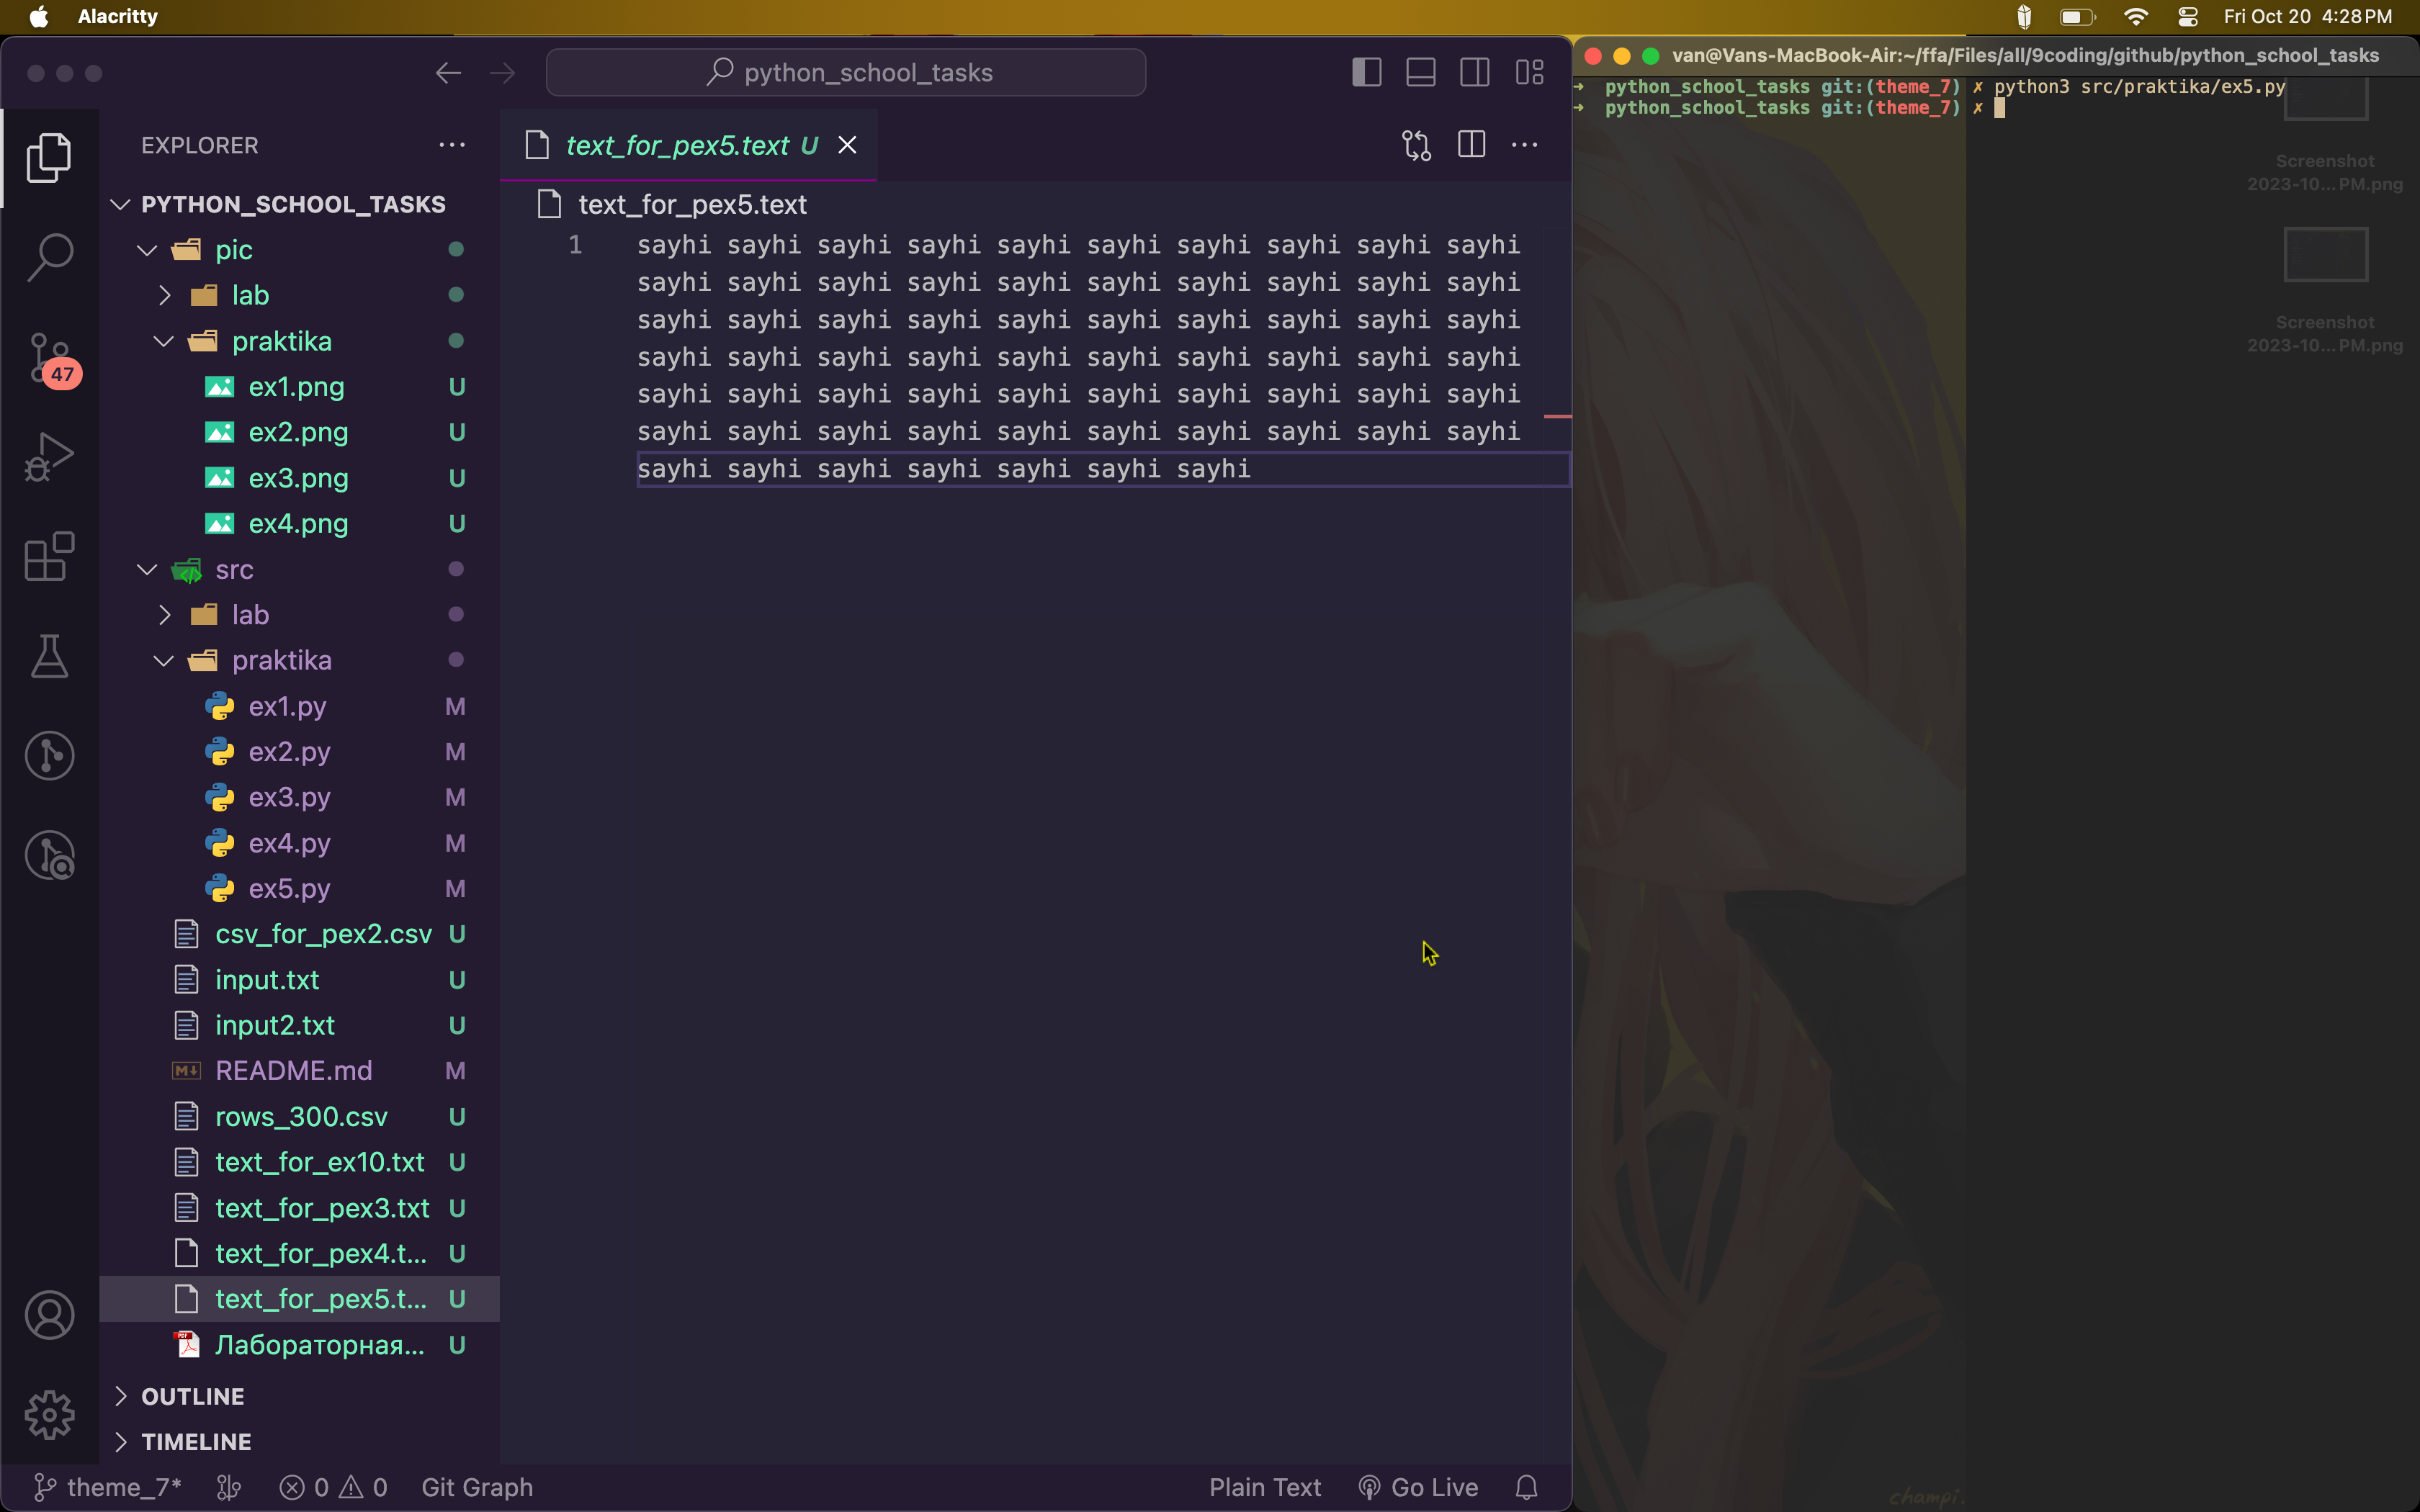 Alacritty
Fri Oct 20 4:28 PM
python_school_tasks
van@Vans-MacBook-Air:~/ffa/Files/all/9coding/github/python_school_tasks
→ python_school_tasks git:(theme_7) ✗ python3 src/praktika/ex5.py
→ python_school_tasks git:(theme_7) ✗
Screenshot
2023-10...PM.png
Screenshot
2023-10...PM.png
EXPLORER
PYTHON_SCHOOL_TASKS
pic
lab
praktika
ex1.png U
ex2.png U
ex3.png U
ex4.png U
src
lab
praktika
ex1.py M
ex2.py M
ex3.py M
ex4.py M
ex5.py M
csv_for_pex2.csv U
input.txt U
input2.txt U
README.md M
rows_300.csv U
text_for_ex10.txt U
text_for_pex3.txt U
text_for_pex4.t... U
text_for_pex5.t... U
Лабораторная... U
OUTLINE
TIMELINE
47
text_for_pex5.text U
text_for_pex5.text
1 sayhi sayhi sayhi sayhi sayhi sayhi sayhi sayhi sayhi sayhi
sayhi sayhi sayhi sayhi sayhi sayhi sayhi sayhi sayhi sayhi
sayhi sayhi sayhi sayhi sayhi sayhi sayhi sayhi sayhi sayhi
sayhi sayhi sayhi sayhi sayhi sayhi sayhi sayhi sayhi sayhi
sayhi sayhi sayhi sayhi sayhi sayhi sayhi sayhi sayhi sayhi
sayhi sayhi sayhi sayhi sayhi sayhi sayhi sayhi sayhi sayhi
sayhi sayhi sayhi sayhi sayhi sayhi sayhi
theme_7* 0 0 Git Graph
Plain Text Go Live
champi.